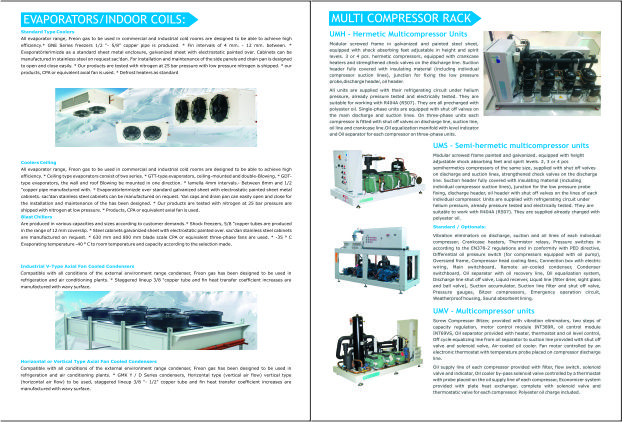 EVAPORATORS/INDOOR COILS:
Standard Type Coolers
All evaporator range, Freon gas to be used in commercial and industrial cold rooms are designed to be able to achieve high
efficiency.* GNE Series freezers 1/2 "- 5/8" copper pipe is produced. * Fin intervals of 4 mm. - 12 mm. between. *
Evaporatörlerimizde as standard sheet metal enclosure, galvanized sheet with electrostatic painted over. Cabinets can be
manufactured in stainless steel on request section. For installation and maintenance of the side panels and drain pan is designed
to open and close easily. * Our products are tested with nitrogen at 25 bar pressure with low pressure nitrogen is shipped. * our
products, CPA or equivalent axial fan is used. * Defrost heaters as standard
Coolers Ceiling
All evaporator range, Freon gas to be used in commercial and industrial cold rooms are designed to be able to achieve high
efficiency. * Ceiling type evaporators consist of two series. * GTT-type evaporators, ceiling-mounted and double-Blowing. * GOT-
type evaporators, the wall and roof Blowing be mounted in one direction. * lamella 4mm intervals- Between 8mm and 1/2
"copper pipe manufactured with. * Evaporatörlerimizde over standard galvanized sheet with electrostatic painted sheet metal
cabinets. sactdan stainless steel cabinets can be manufactured on request. Yan caps and drain pan can easily open and close for
the installation and maintenance of the fan has been designed. * Our products are tested with nitrogen at 25 bar pressure are
shipped with nitrogen at low pressure. * Products, CPA or equivalent axial fan is used.
Blast Chillers
Are produced in various capacities and sizes according to customer demands. * Shock freezers, 5/8 "copper tubes are produced
in the range of 12 mm coverslip. * Steel cabinets galvanized sheet with electrostatic painted over. sactdan stainless steel cabinets
are manufactured on request. * 630 mm and 800 mm blade scale CPA or equivalent three-phase fans are used. * -35 ° C
Evaporating temperature -40 ° C to room temperature and capacity according to the selection made.
Industrial V-Type Axial Fan Cooled Condensers
Compatible with all conditions of the external environment range condenser, Freon gas has been designed to be used in
refrigeration and air conditioning plants. * Staggered lineup 3/8 "copper tube and fin heat transfer coefficient increases are
manufactured with wavy surface.
Horizontal or Vertical Type Axial Fan Cooled Condensers
Compatible with all conditions of the external environment range condenser, Freon gas has been designed to be used in
refrigeration and air conditioning plants. * GMK Y / D Series condensers, Horizontal type (vertical air flow) vertical type
(horizontal air flow) to be used, staggered lineup 3/8 "- 1/2" copper tube and fin heat transfer coefficient increases are
manufactured with wavy surface.
MULTI COMPRESSOR RACK
UMH - Hermetic Multicompressor Units
Modular screwed frame in galvanized and painted steel sheet,
equipped with shock absorbing feet adjustable in height and spirit
levels. 3 or 4 pcs. hermetic compressors, equipped with crankcase
heaters and strengthened check valves on the discharge line. Suction
header fully covered with insulating material (including individual
compressor suction lines), junction for fixing the low pressure
probe,discharge header, oil header.
All units are supplied with their refrigerating circuit under helium
pressure, already pressure tested and electrically tested. They are
suitable for working with R404A (R507). They are all precharged with
polyester oil. Single-phase units are equipped with shut off valves on
the main discharge and suction lines. On three-phase units each
compressor is fitted with shut off valves on discharge lines, suction line,
oil line and crankcase line.Oil equalization manifold with level indicator
and Oil separator for each compressor on three-phase units.
UMS - Semi-hermetic multicompressor units
Modular screwed frame painted and galvanized, equipped with height
adjustable shock absorbing feet and spirit levels. 2, 3 or 4 pcs
semihermetics compressors of the same size, supplied with shut off valves
on discharge and suction lines, strengthened check valves on the discharge
line. Suction header fully covered with insulating material (including
individual compressor suction lines), junction for the low pressure probe
fixing, discharge header, oil header with shut off valves on the lines of each
individual compressor. Units are supplied with refrigerating circuit under
helium pressure, already pressure tested and electrically tested. They are
suitable to work with R404A (R507). They are supplied already charged with
polyester oil.
Standard / Optionals:
Vibration eliminators on discharge, suction and oil lines of each individual
compressor, Crankcase heaters, Thermistor relays, Pressure switches in
according to the EN378-2 regulations and in conformity with PED directive,
Differential oil pressure switch (for compressors equipped with oil pump),
Oversized frame, Compressor head cooling fans, Connection box with electric
wiring, Main switchboard, Remote air-cooled condenser, Condenser
switchboard, Oil separator with oil recovery line, Oil equalization system,
Discharge line shut off valve, Liquid receiver, Liquid line (filter drier, sight glass
and ball valve), Suction accumulator, Suction line filter and shut off valve,
Pressure gauges, Bitzer compressors, Emergency operation circuit,
Weatherproof housing, Sound absorbent lining.
UMV - Multicompressor units
Screw Compressor Bitzer, provided with vibration eliminators, two steps of
capacity regulation, motor control module INT389R, oil control module
INT69VS, Oil separator provided with heater, thermostat and oil level control,
Off cycle equalizing line from oil separator to suction line provided with shut off
valve and solenoid valve, Air-cooled oil cooler. Fan motor controlled by an
electronic thermostat with temperature probe placed on compressor discharge
line.
Oil supply line of each compressor provided with filter, flow switch, solenoid
valve and indicator, Oil cooler by-pass solenoid valve controlled by a thermostat
with probe placed on the oil supply line of each compressor, Economizer system
provided with plate heat exchanger, complete with solenoid valve and
thermostatic valve for each compressor. Polyester oil charge included.